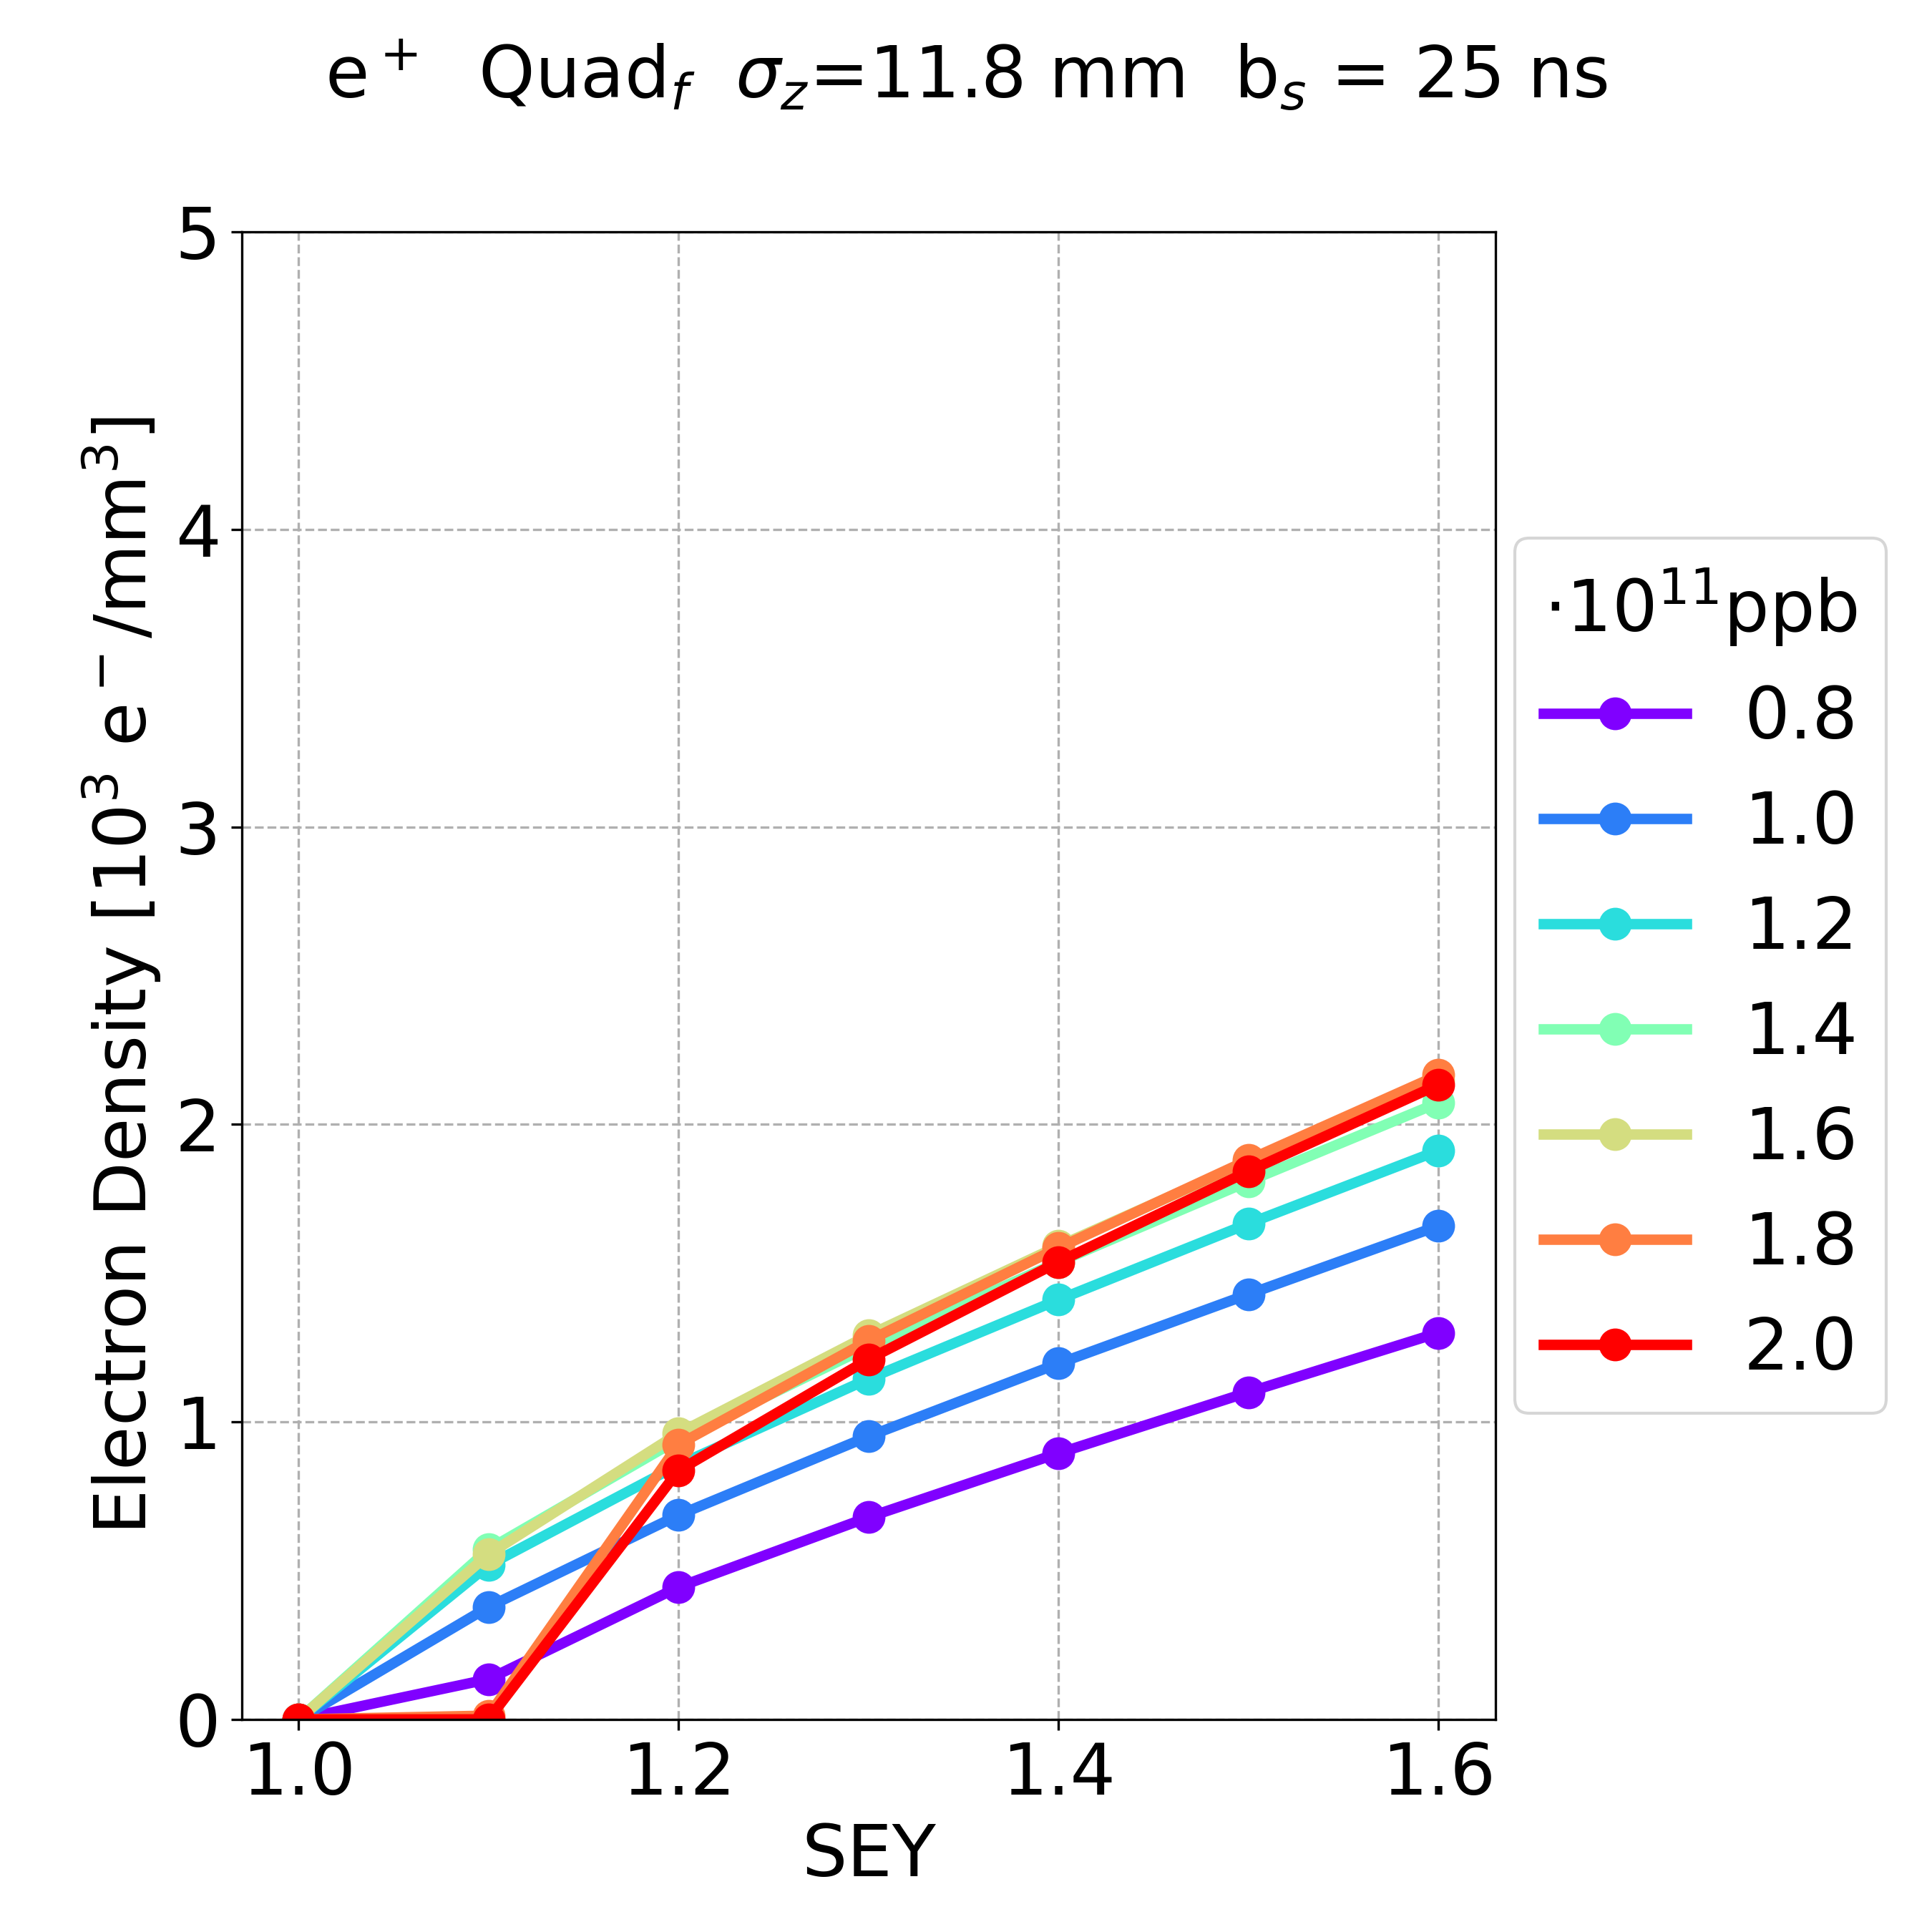 e⁺ Quad_f σ_z=11.8 mm b_s = 25 ns
5
4
3
2
1
0
Electron Density [10³ e⁻/mm³]
1.0 1.2 1.4 1.6
SEY
·10¹¹ppb
0.8
1.0
1.2
1.4
1.6
1.8
2.0